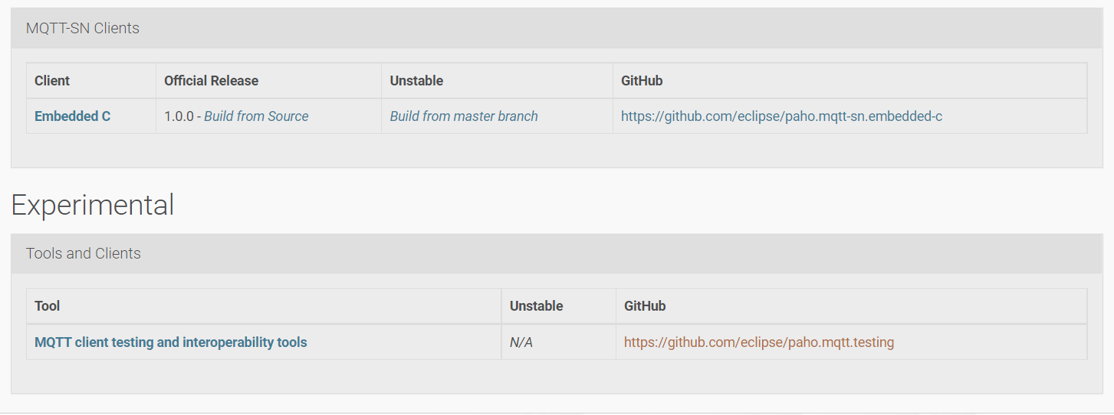 MQTT-SN Clients
Client Official Release Unstable GitHub
Embedded C 1.0.0 - Build from Source Build from master branch https://github.com/eclipse/paho.mqtt-sn.embedded-c
Experimental
Tools and Clients
Tool Unstable GitHub
MQTT client testing and interoperability tools N/A https://github.com/eclipse/paho.mqtt.testing